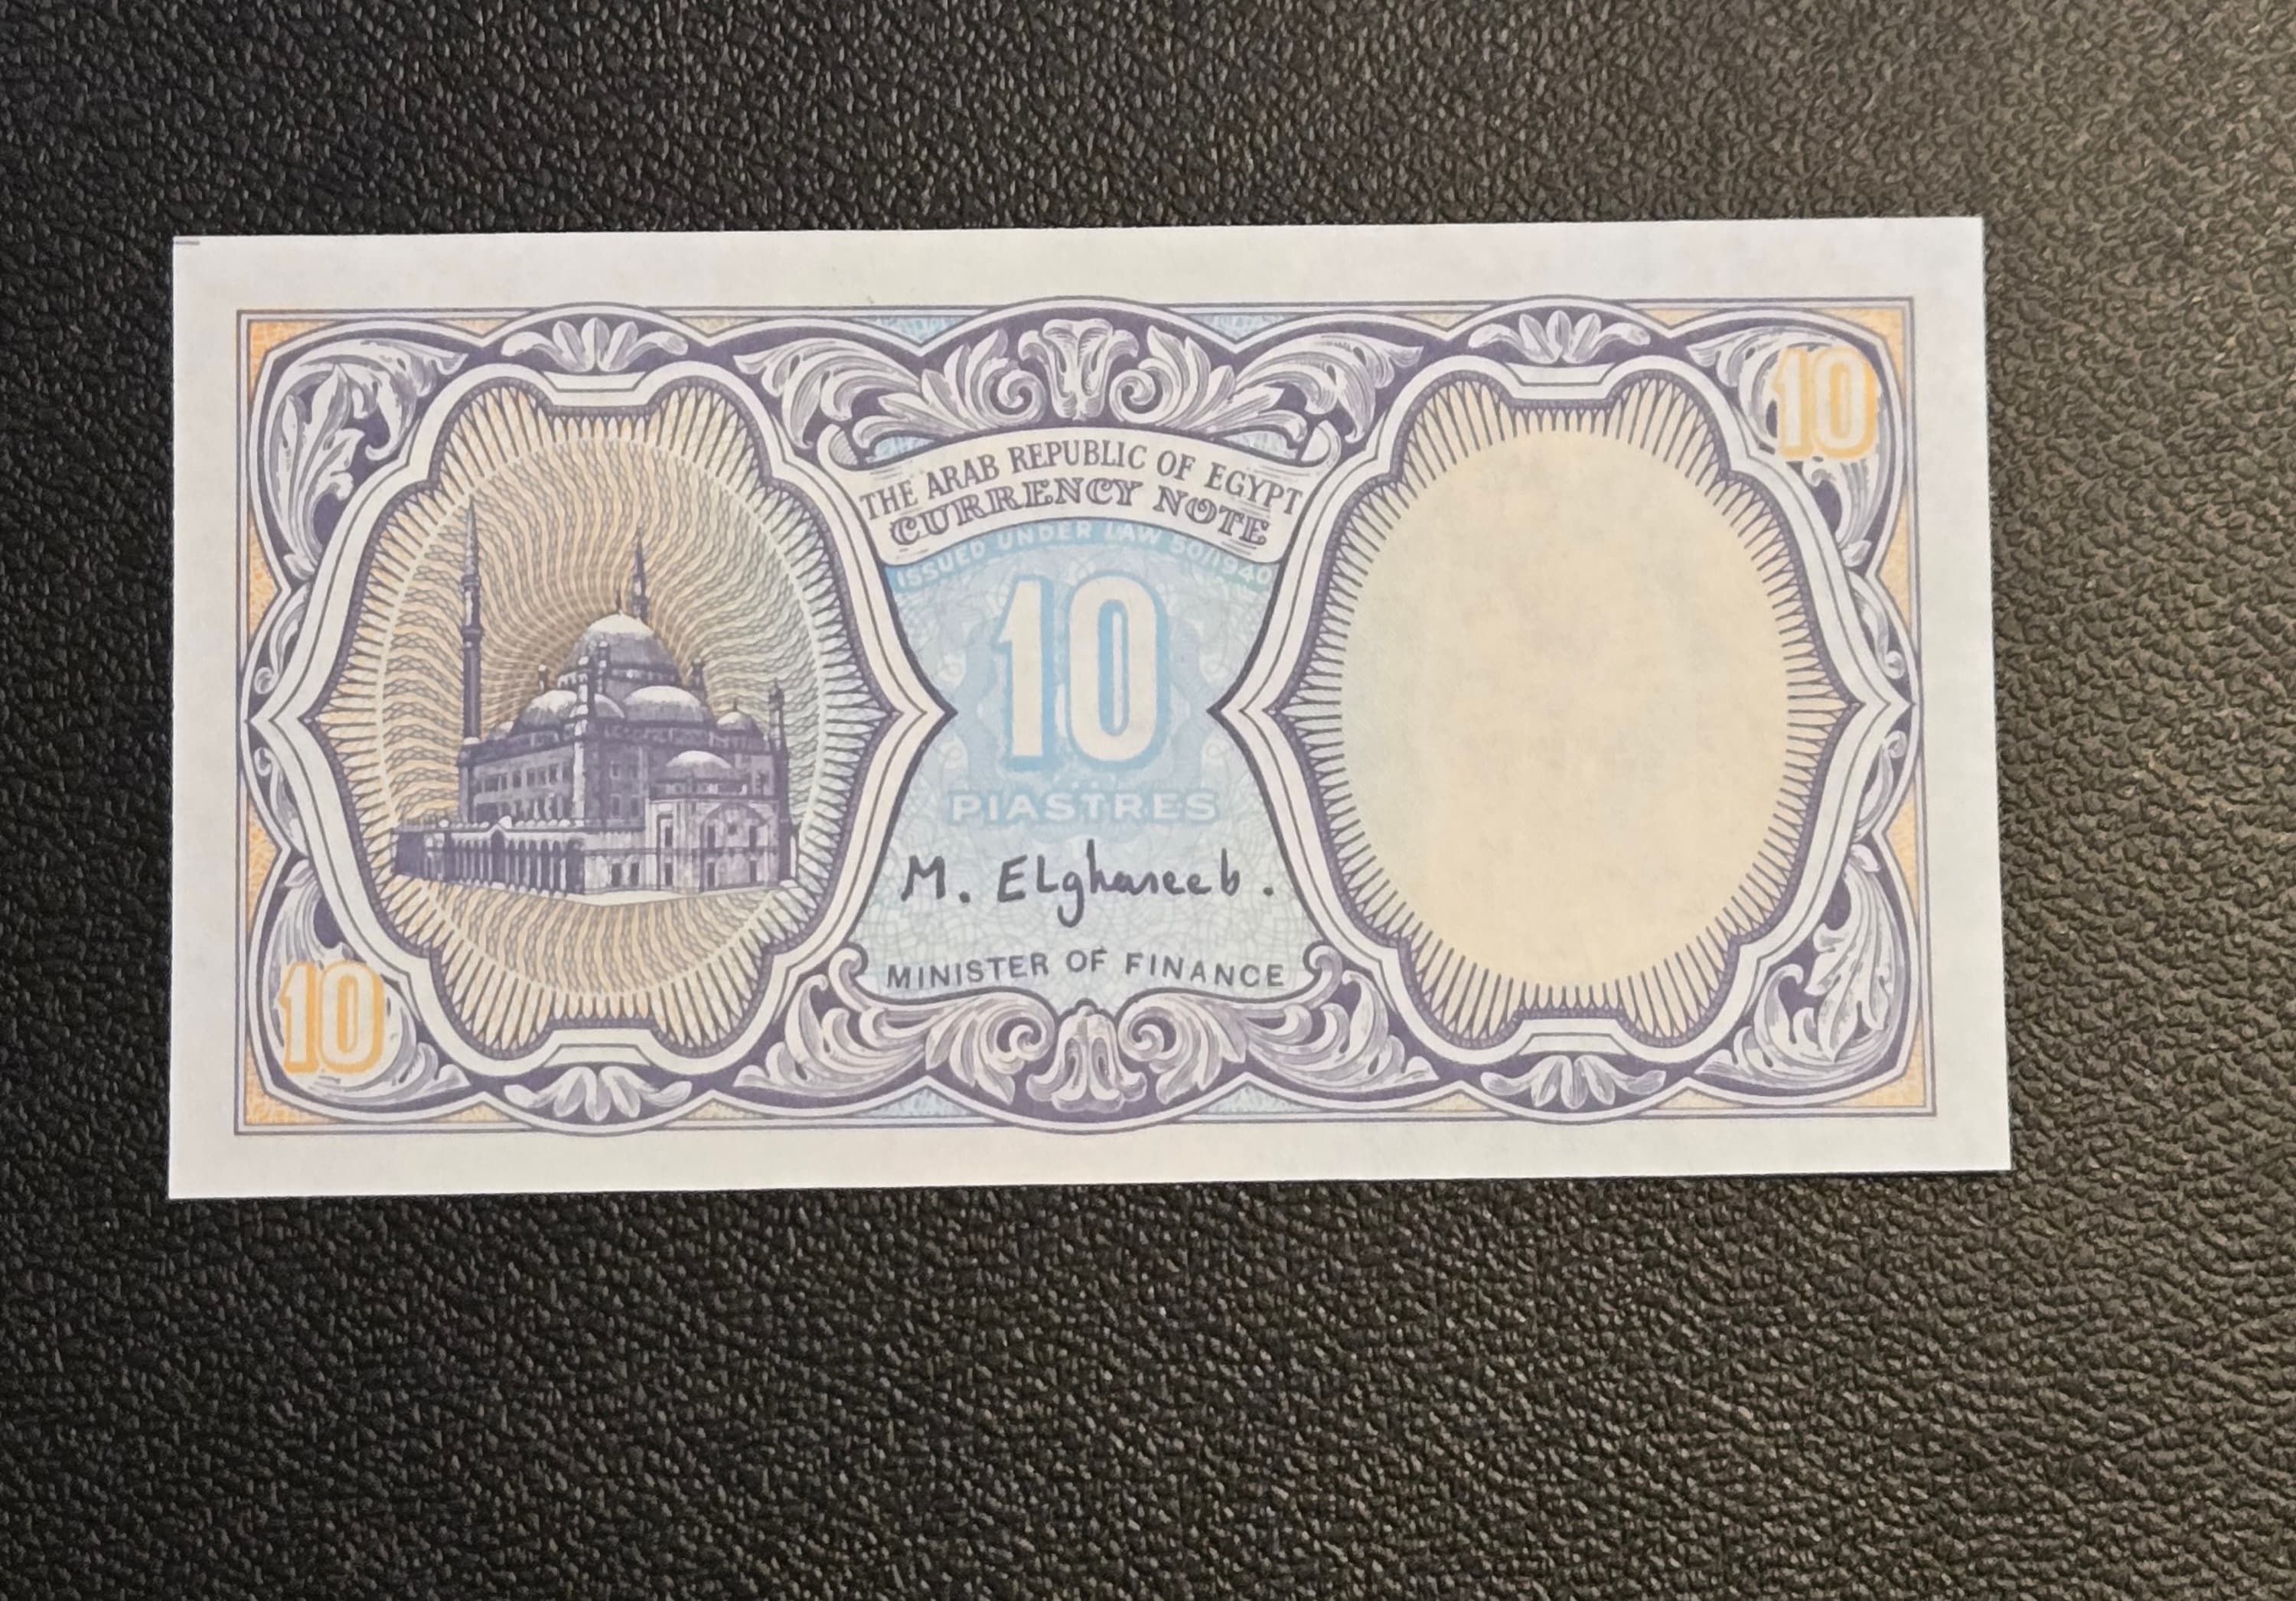 10
THE ARAB REPUBLIC OF EGYPT
CURRENCY NOTE
ISSUED UNDER LAW 50/1940
10
PIASTRES
M. ELghareeb.
MINISTER OF FINANCE
10